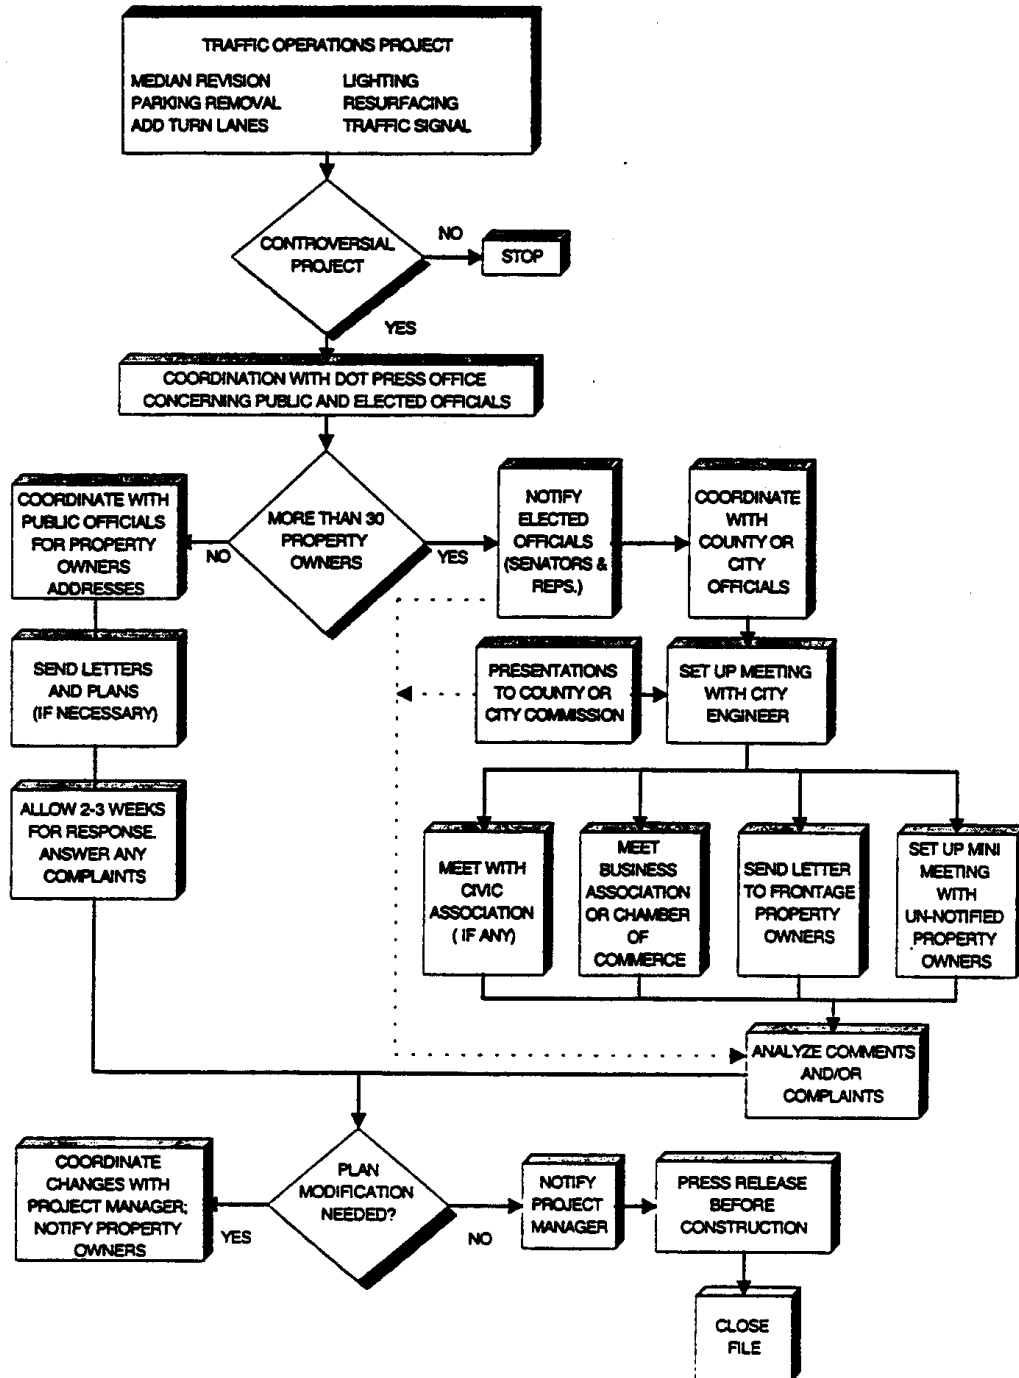 TRAFFIC OPERATIONS PROJECT
MEDIAN REVISION
PARKING REMOVAL
ADD TURN LANES
LIGHTING
RESURFACING
TRAFFIC SIGNAL
CONTROVERSIAL
PROJECT
NO
STOP
YES
COORDINATION WITH DOT PRESS OFFICE
CONCERNING PUBLIC AND ELECTED OFFICIALS
MORE THAN 30
PROPERTY
OWNERS
NO
YES
COORDINATE WITH
PUBLIC OFFICIALS
FOR PROPERTY
OWNERS
ADDRESSES
SEND LETTERS
AND PLANS
(IF NECESSARY)
ALLOW 2-3 WEEKS
FOR RESPONSE.
ANSWER ANY
COMPLAINTS
NOTIFY
ELECTED
OFFICIALS
(SENATORS &
REPS.)
COORDINATE
WITH
COUNTY OR
CITY
OFFICIALS
PRESENTATIONS
TO COUNTY OR
CITY COMMISSION
SET UP MEETING
WITH CITY
ENGINEER
MEET WITH
CIVIC
ASSOCIATION
( IF ANY)
MEET
BUSINESS
ASSOCIATION
OR CHAMBER
OF
COMMERCE
SEND LETTER
TO FRONTAGE
PROPERTY
OWNERS
SET UP MINI
MEETING
WITH
UN-NOTIFIED
PROPERTY
OWNERS
ANALYZE COMMENTS
AND/OR
COMPLAINTS
PLAN
MODIFICATION
NEEDED?
YES
NO
COORDINATE
CHANGES WITH
PROJECT MANAGER;
NOTIFY PROPERTY
OWNERS
NOTIFY
PROJECT
MANAGER
PRESS RELEASE
BEFORE
CONSTRUCTION
CLOSE
FILE